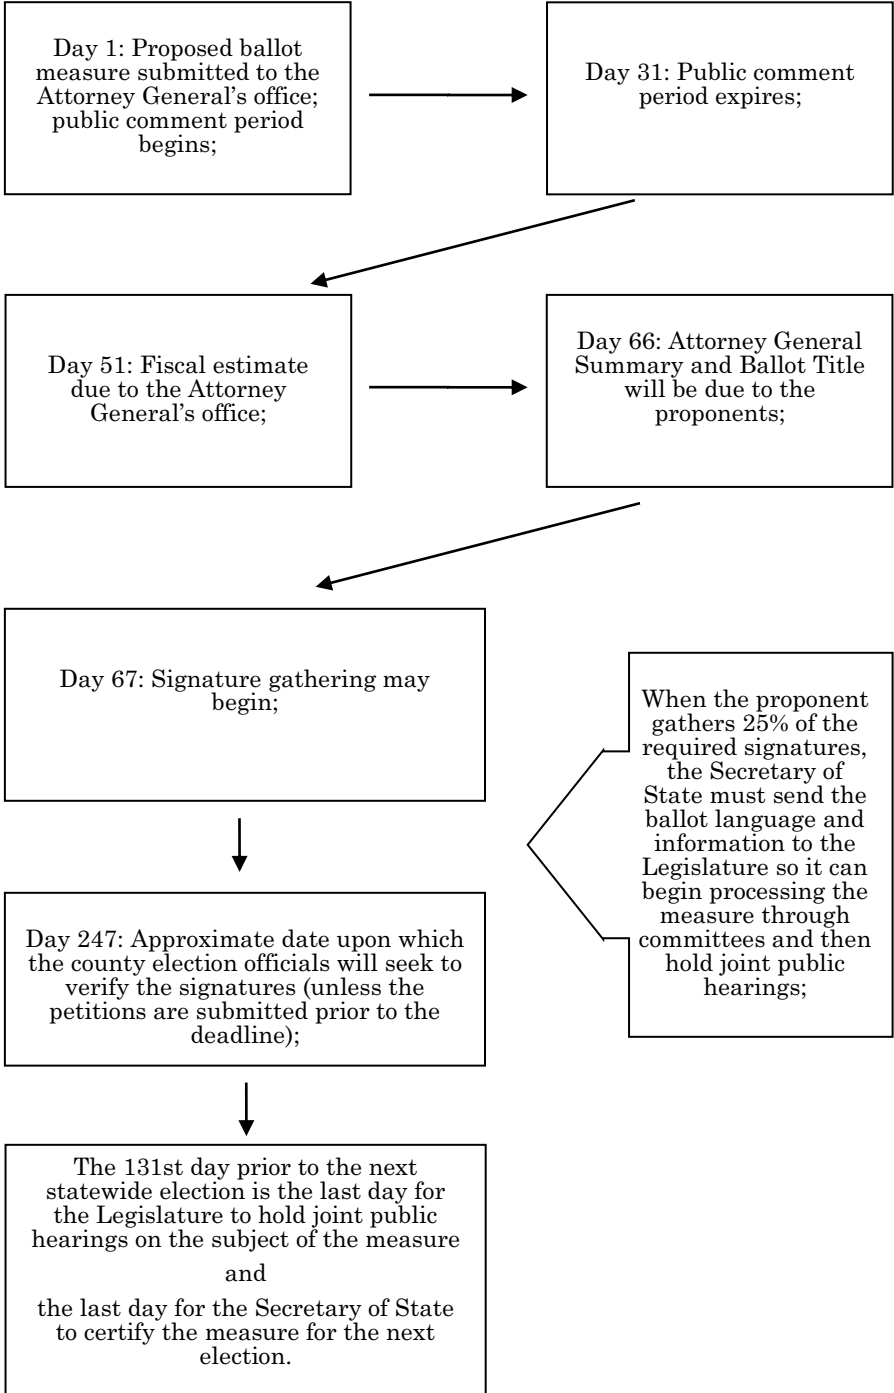 Day 1: Proposed ballot
measure submitted to the
Attorney General’s office;
public comment period
begins;
Day 31: Public comment
period expires;
Day 51: Fiscal estimate
due to the Attorney
General’s office;
Day 66: Attorney General
Summary and Ballot Title
will be due to the
proponents;
Day 67: Signature gathering may
begin;
When the proponent
gathers 25% of the
required signatures,
the Secretary of
State must send the
ballot language and
information to the
Legislature so it can
begin processing the
measure through
committees and then
hold joint public
hearings;
Day 247: Approximate date upon which
the county election officials will seek to
verify the signatures (unless the
petitions are submitted prior to the
deadline);
The 131st day prior to the next
statewide election is the last day for
the Legislature to hold joint public
hearings on the subject of the measure
and
the last day for the Secretary of State
to certify the measure for the next
election.